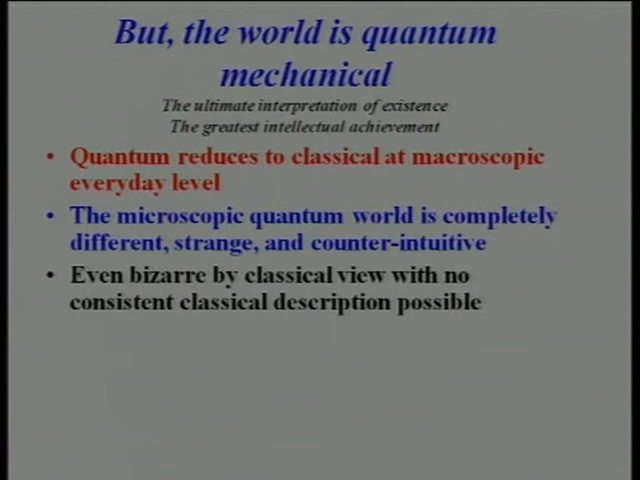 But, the world is quantum
mechanical
The ultimate interpretation of existence
The greatest intellectual achievement
• Quantum reduces to classical at macroscopic
everyday level
• The microscopic quantum world is completely
different, strange, and counter-intuitive
• Even bizarre by classical view with no
consistent classical description possible